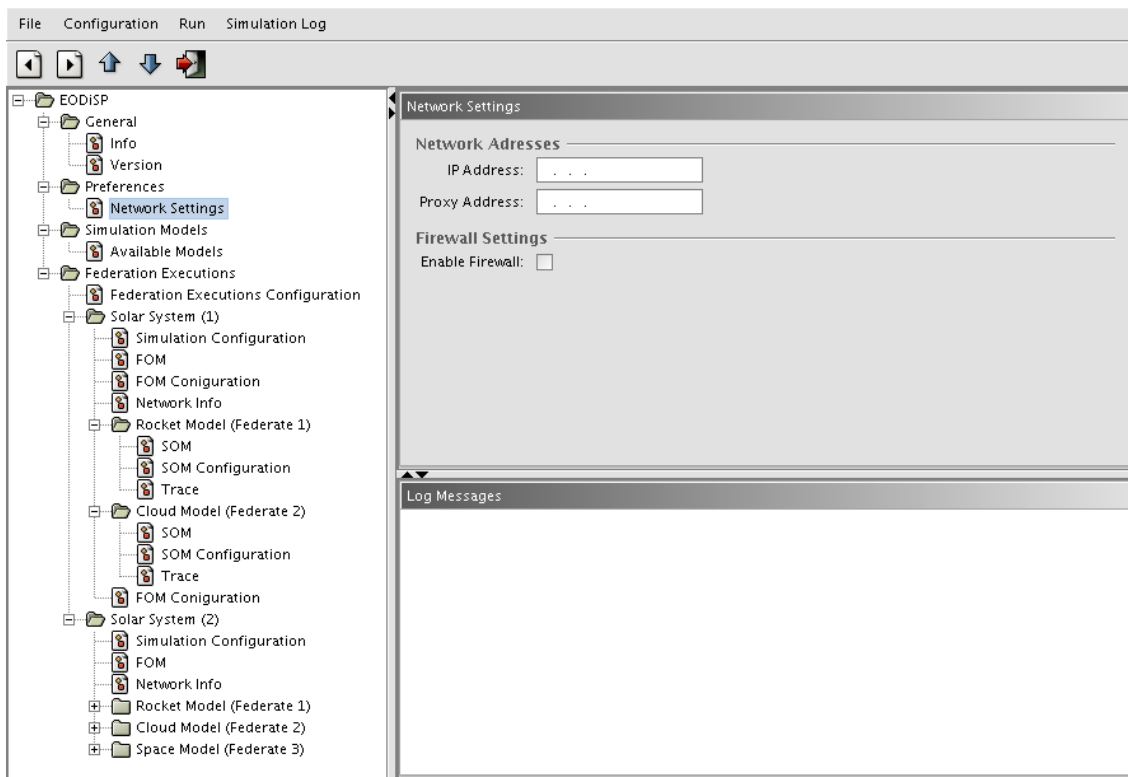 File Configuration Run Simulation Log
EODiSP
General
Info
Version
Preferences
Network Settings
Simulation Models
Available Models
Federation Executions
Federation Executions Configuration
Solar System (1)
Simulation Configuration
FOM
FOM Coniguration
Network Info
Rocket Model (Federate 1)
SOM
SOM Configuration
Trace
Cloud Model (Federate 2)
SOM
SOM Configuration
Trace
FOM Coniguration
Solar System (2)
Simulation Configuration
FOM
Network Info
Rocket Model (Federate 1)
Cloud Model (Federate 2)
Space Model (Federate 3)
Network Settings
Network Adresses
IP Address: . . .
Proxy Address: . . .
Firewall Settings
Enable Firewall:
Log Messages